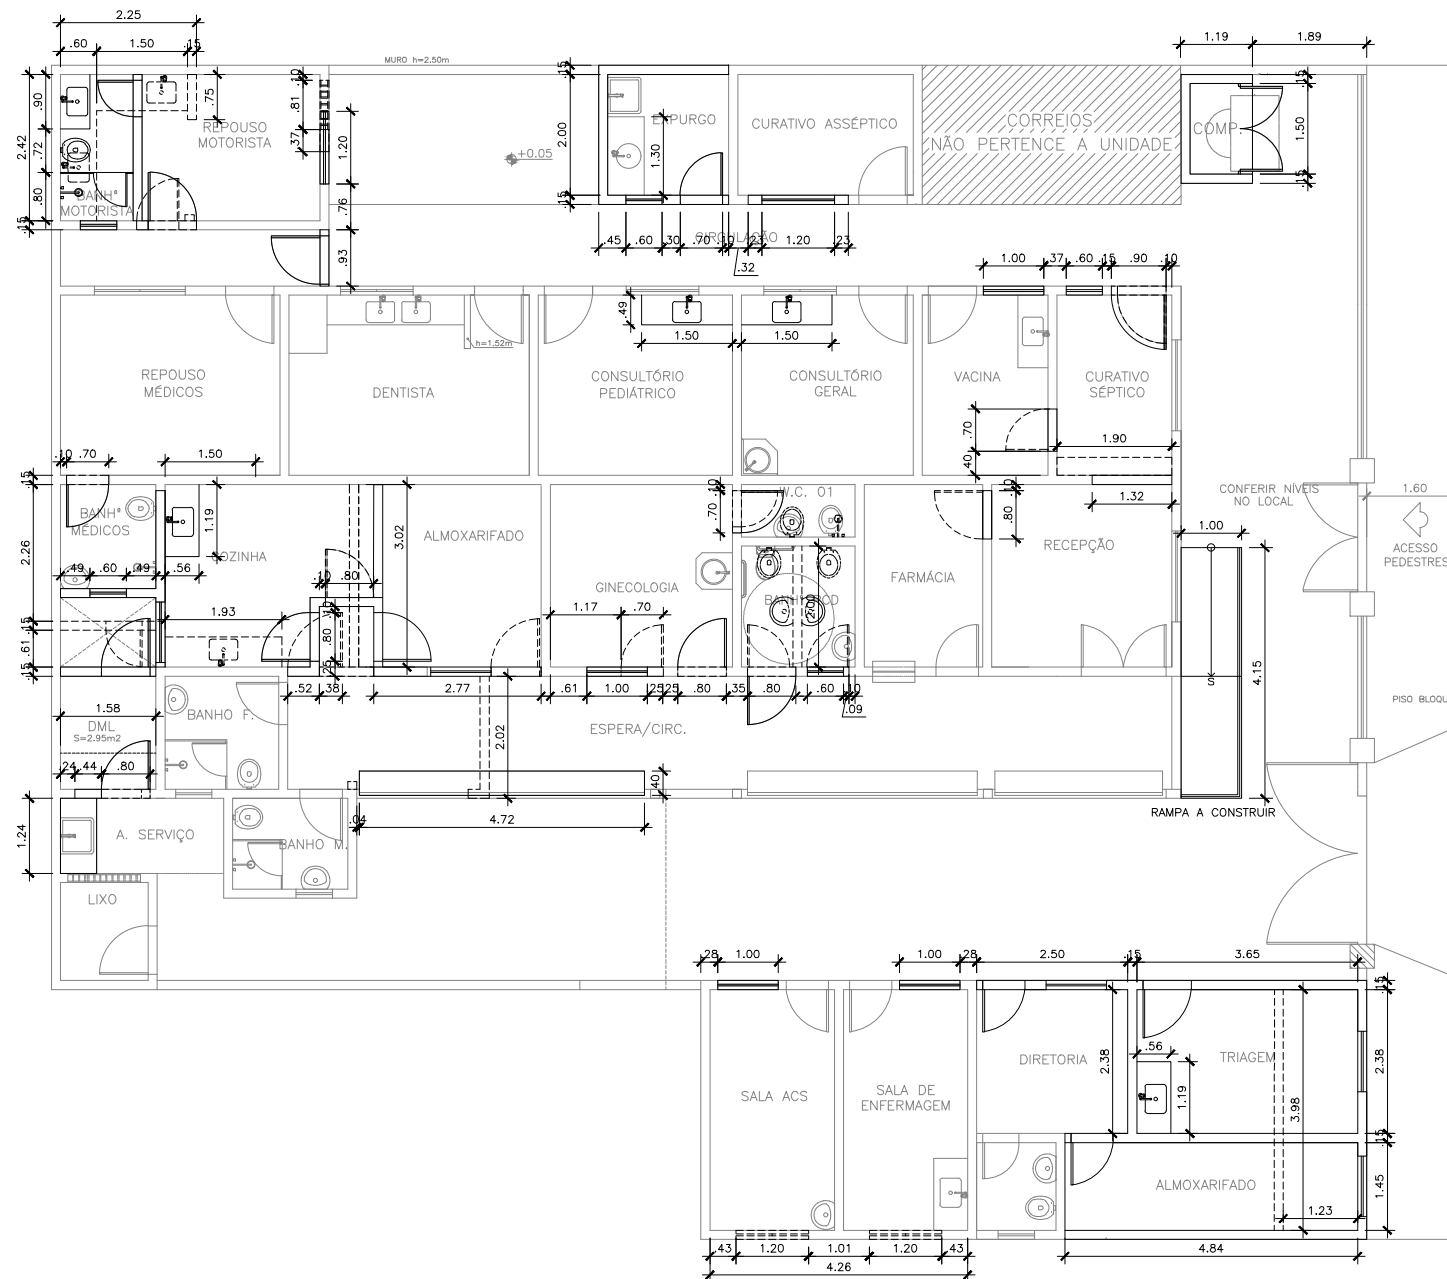 2.25
.60
1.50
.15
1.19
1.89
MURO h=2.50m
.15
.10
.90
.81
.75
REPOUSO
MOTORISTA
2.42
.72
.37
1.20
+0.05
2.00
EXPURGO
1.30
CURATIVO ASSÉPTICO
CORREIOS
NÃO PERTENCE A UNIDADE
COMP.
.15
1.50
.15
.80
BANHº
MOTORISTA
.15
.76
.15
.93
CIRCULAÇÃO
.45
.60
.30
.70
.10
.23
1.20
.23
.32
1.00
.37
.60
.15
.90
.10
.49
h=1.52m
1.50
1.50
REPOUSO
MÉDICOS
DENTISTA
CONSULTÓRIO
PEDIÁTRICO
CONSULTÓRIO
GERAL
VACINA
CURATIVO
SÉPTICO
.70
.40
1.90
1.32
.10
.70
1.50
.15
BANHº
MÉDICOS
1.19
COZINHA
3.02
ALMOXARIFADO
.10
.70
W.C. 01
.10
.80
RECEPÇÃO
CONFERIR NÍVEIS
NO LOCAL
1.60
ACESSO
PEDESTRES
1.00
2.26
.49
.60
.49
.56
.10
.80
GINECOLOGIA
FARMÁCIA
BANHº PCD
2.00
1.93
.10
.80
.25
1.17
.70
.15
.61
.15
S
4.15
.52
.38
2.77
.61
1.00
.25
.25
.80
.35
.80
.60
.10
.09
1.58
BANHO F.
DML
S=2.95m2
2.02
ESPERA/CIRC.
PISO BLOQU
.24
.44
.80
.40
RAMPA A CONSTRUIR
1.24
A. SERVIÇO
.04
4.72
BANHO M.
LIXO
.28
1.00
1.00
.28
2.50
.15
3.65
.15
SALA ACS
SALA DE
ENFERMAGEM
DIRETORIA
2.38
.56
1.19
TRIAGEM
3.98
2.38
.15
ALMOXARIFADO
1.45
1.23
.43
1.20
1.01
1.20
.43
4.26
4.84